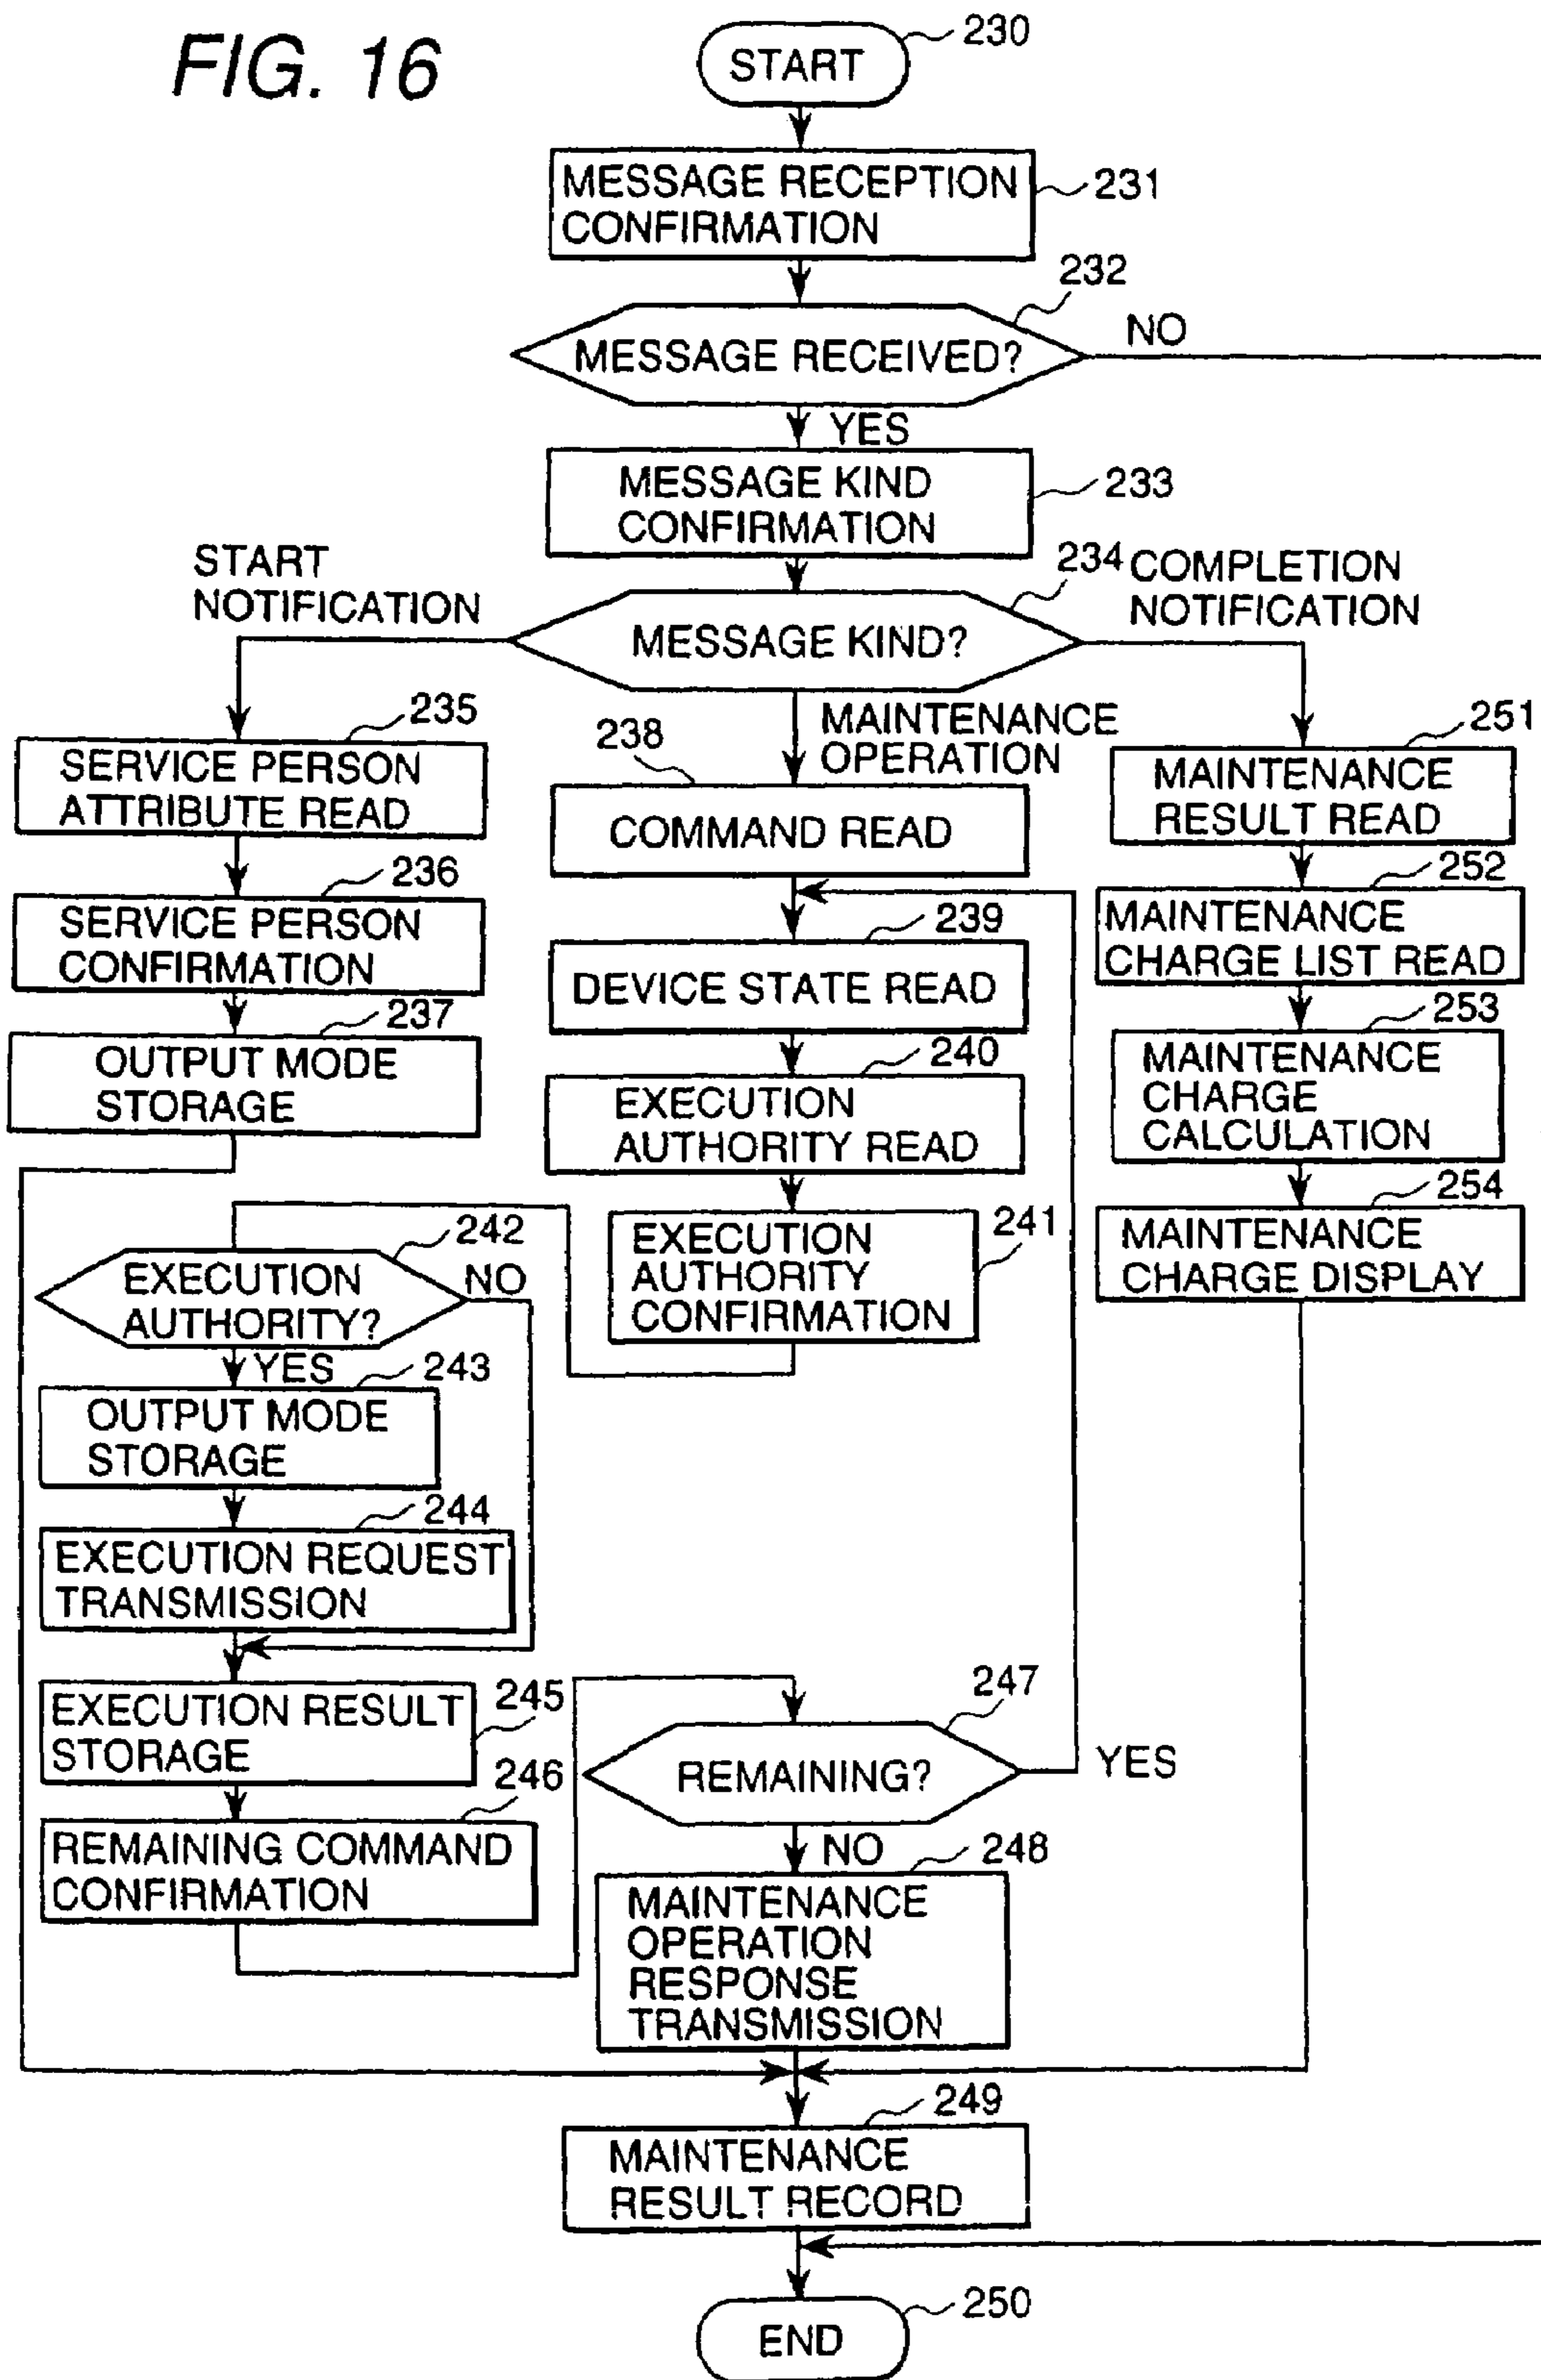 FIG. 16
START
230
MESSAGE RECEPTION
CONFIRMATION
231
232
MESSAGE RECEIVED?
NO
YES
MESSAGE KIND
CONFIRMATION
233
START
NOTIFICATION
234
COMPLETION
NOTIFICATION
MESSAGE KIND?
235
SERVICE PERSON
ATTRIBUTE READ
236
SERVICE PERSON
CONFIRMATION
237
OUTPUT MODE
STORAGE
MAINTENANCE
OPERATION
238
COMMAND READ
239
DEVICE STATE READ
240
EXECUTION
AUTHORITY READ
241
EXECUTION
AUTHORITY
CONFIRMATION
251
MAINTENANCE
RESULT READ
252
MAINTENANCE
CHARGE LIST READ
253
MAINTENANCE
CHARGE
CALCULATION
254
MAINTENANCE
CHARGE DISPLAY
242
EXECUTION
AUTHORITY?
NO
YES
243
OUTPUT MODE
STORAGE
244
EXECUTION REQUEST
TRANSMISSION
245
EXECUTION RESULT
STORAGE
246
REMAINING COMMAND
CONFIRMATION
247
REMAINING?
YES
NO
248
MAINTENANCE
OPERATION
RESPONSE
TRANSMISSION
249
MAINTENANCE
RESULT RECORD
250
END